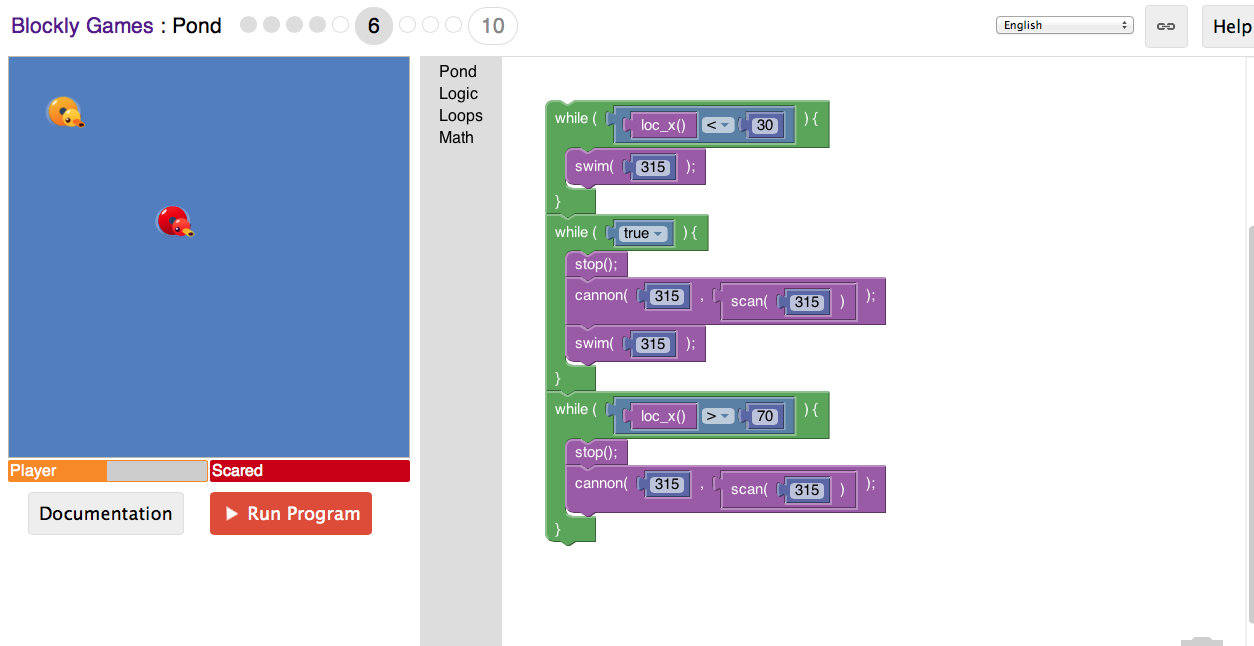 Blockly Games : Pond 6 10 English Help
Pond
Logic
Loops
Math
while ( loc_x() < 30 ) {
swim( 315 );
}
while ( true ) {
stop();
cannon( 315 , scan( 315 ) );
swim( 315 );
}
while ( loc_x() > 70 ) {
stop();
cannon( 315 , scan( 315 ) );
}
Player Scared
Documentation Run Program